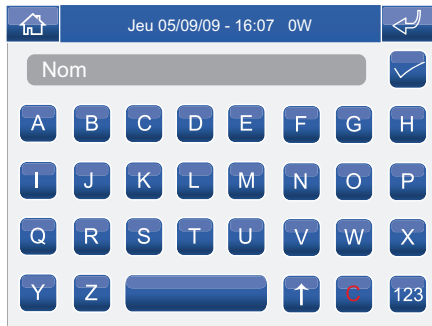 Jeu 05/09/09 - 16:07 0W
Nom
A B C D E F G H
I J K L M N O P
Q R S T U V W X
Y Z ↑ C 123